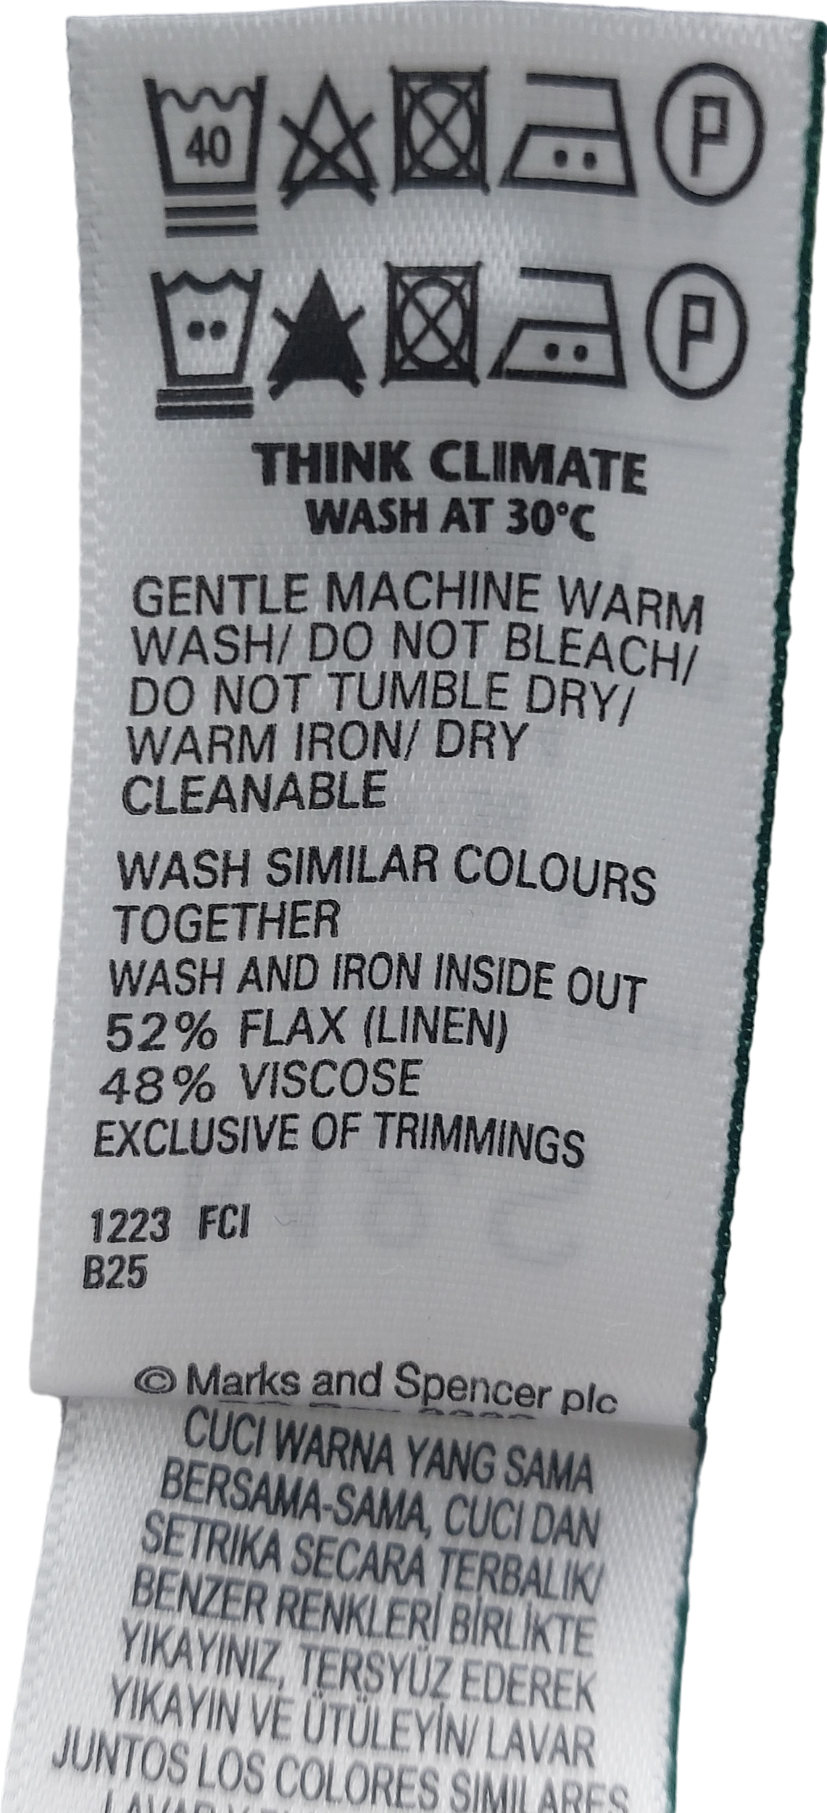 40
P
P
THINK CLIMATE
WASH AT 30°C
GENTLE MACHINE WARM
WASH/ DO NOT BLEACH/
DO NOT TUMBLE DRY/
WARM IRON/ DRY
CLEANABLE
WASH SIMILAR COLOURS
TOGETHER
WASH AND IRON INSIDE OUT
52% FLAX (LINEN)
48% VISCOSE
EXCLUSIVE OF TRIMMINGS
1223 FCI
B25
© Marks and Spencer plc
CUCI WARNA YANG SAMA
BERSAMA-SAMA, CUCI DAN
SETRIKA SECARA TERBALIK/
BENZER RENKLERİ BİRLİKTE
YIKAYINIZ, TERSYÜZ EDEREK
YIKAYIN VE ÜTÜLEYİN/ LAVAR
JUNTOS LOS COLORES SIMILARES